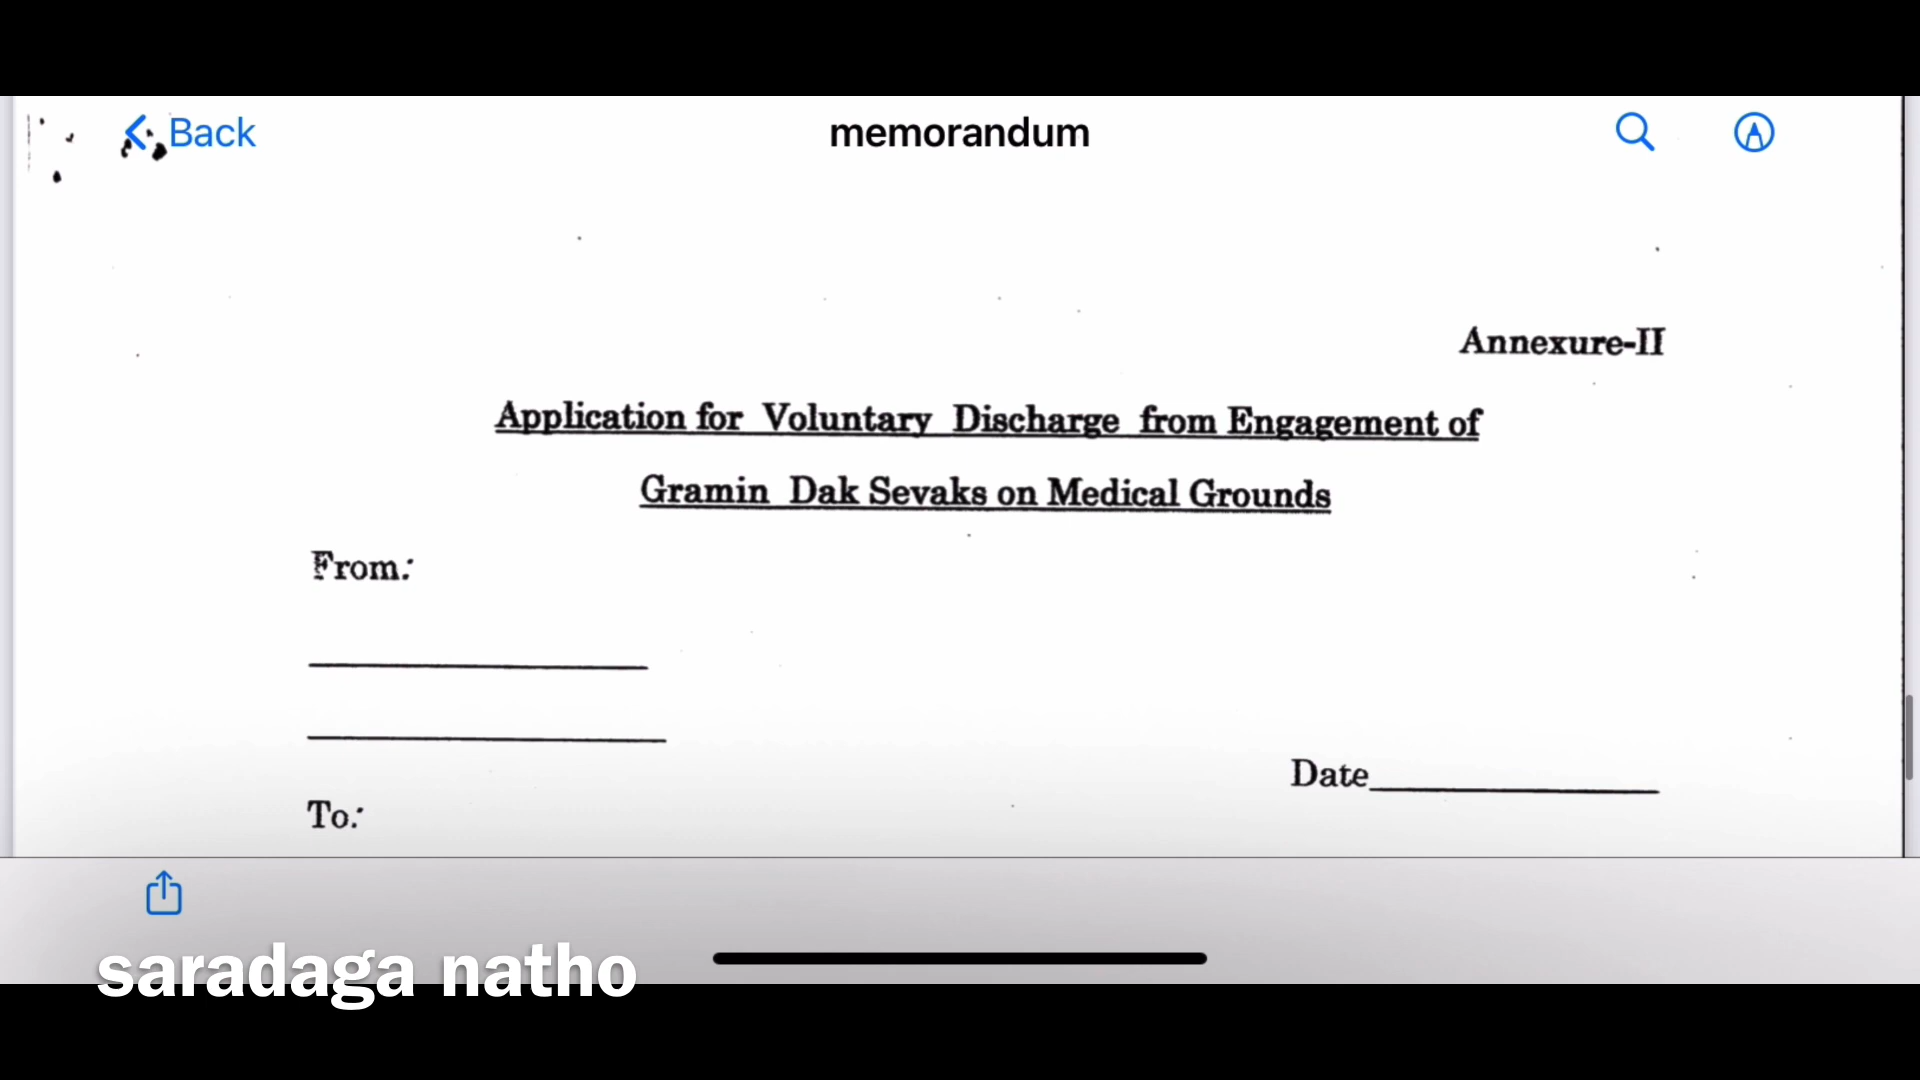 Back
memorandum
Annexure-II
Application for Voluntary Discharge from Engagement of
Gramin Dak Sevaks on Medical Grounds
From:
Date
To:
saradaga natho